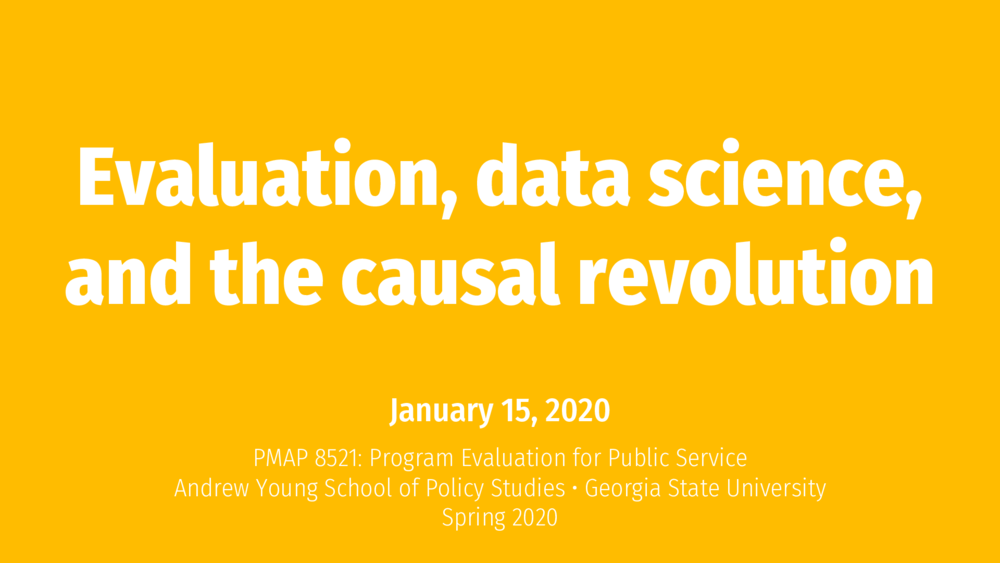 Evaluation, data science,
and the causal revolution
January 15, 2020
PMAP 8521: Program Evaluation for Public Service
Andrew Young School of Policy Studies • Georgia State University
Spring 2020